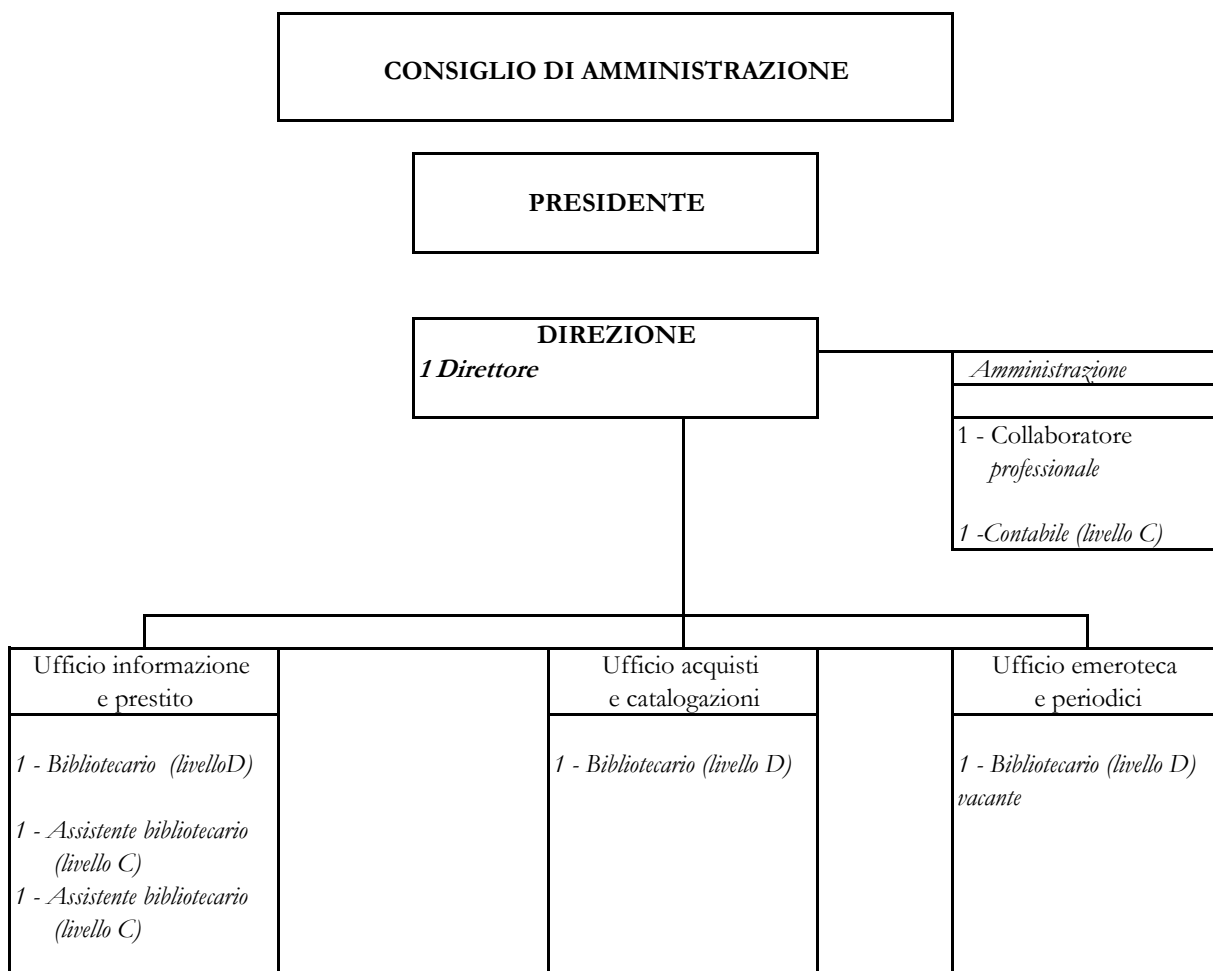 CONSIGLIO DI AMMINISTRAZIONE
PRESIDENTE
DIREZIONE
1 Direttore
Amministrazione
1 - Collaboratore
professionale
1 -Contabile (livello C)
Ufficio informazione
e prestito
1 - Bibliotecario (livelloD)
1 - Assistente bibliotecario
(livello C)
1 - Assistente bibliotecario
(livello C)
Ufficio acquisti
e catalogazioni
1 - Bibliotecario (livello D)
Ufficio emeroteca
e periodici
1 - Bibliotecario (livello D)
vacante